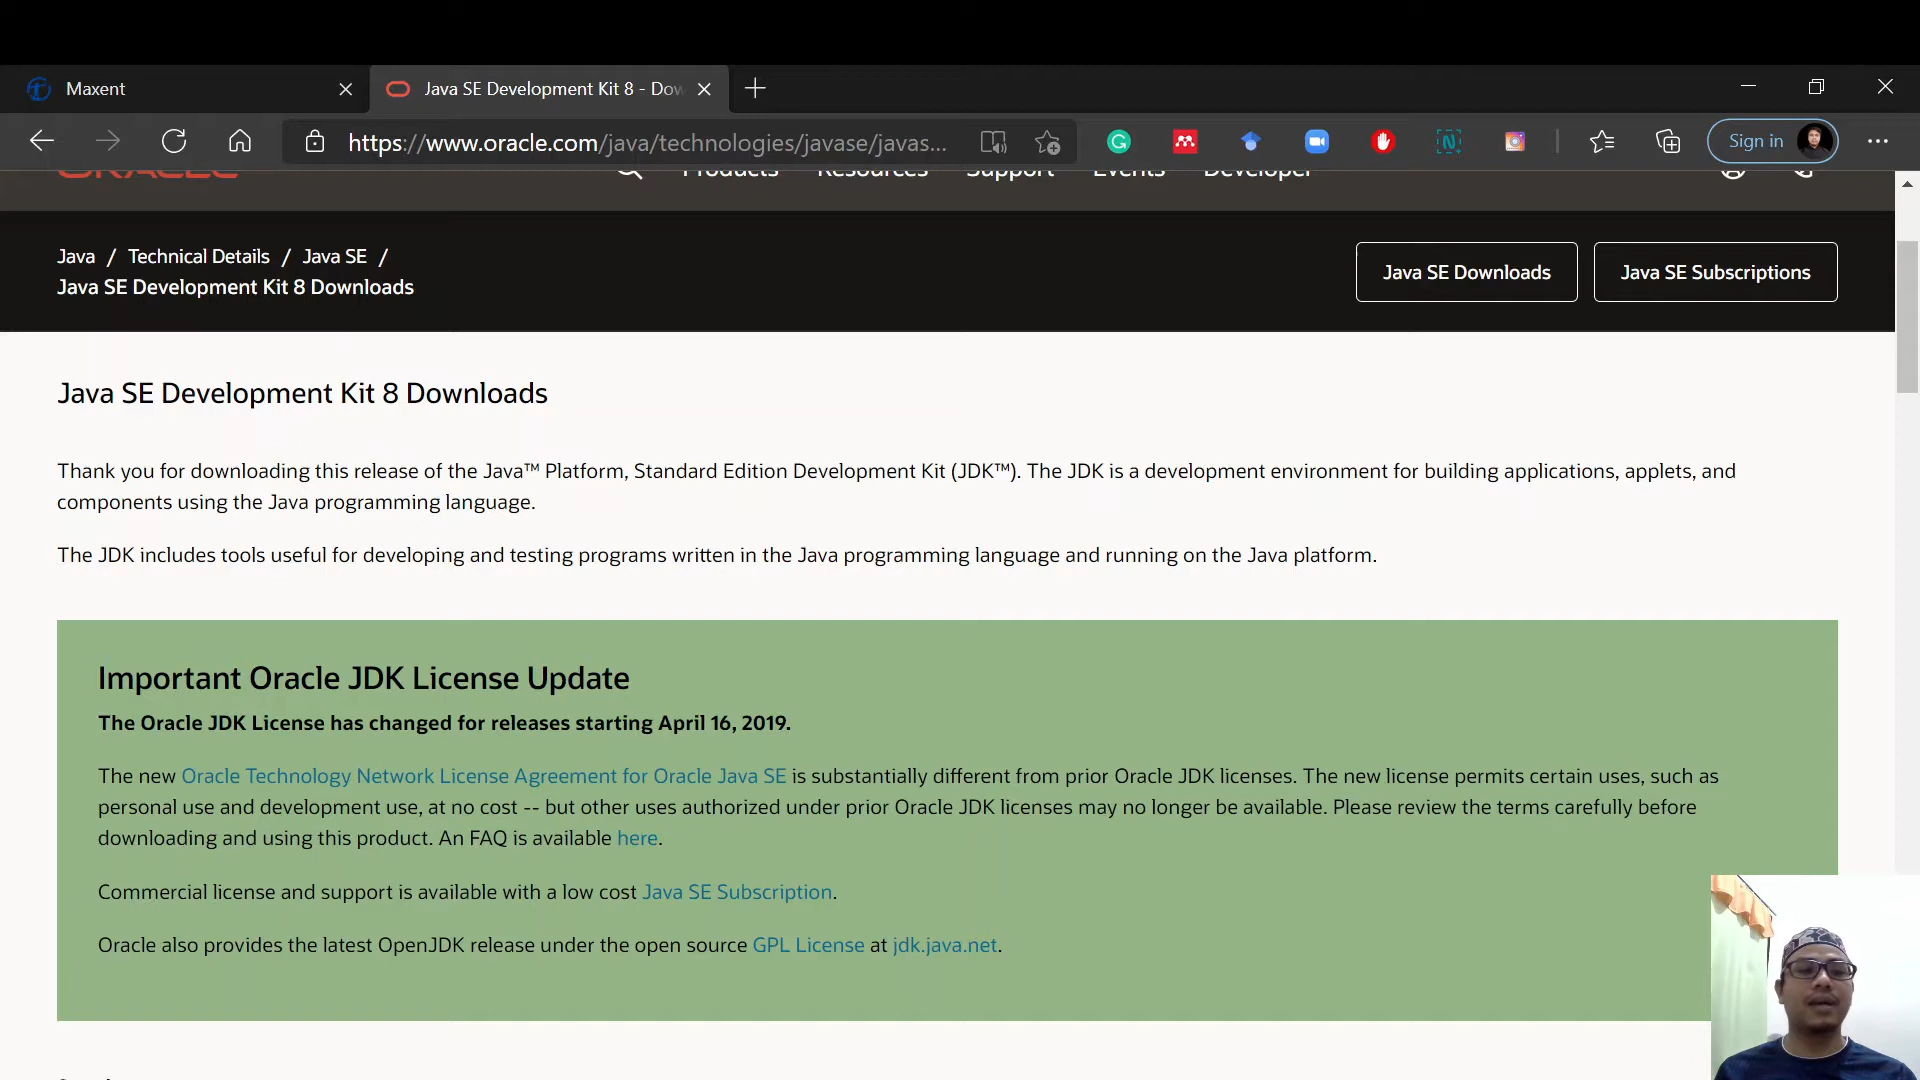 Maxent
Java SE Development Kit 8 - Dow
https://www.oracle.com/java/technologies/javase/javas...
Sign in
ORACLE
Products
Resources
Support
Events
Developer
Java / Technical Details / Java SE /
Java SE Development Kit 8 Downloads
Java SE Downloads
Java SE Subscriptions
Java SE Development Kit 8 Downloads
Thank you for downloading this release of the Java™ Platform, Standard Edition Development Kit (JDK™). The JDK is a development environment for building applications, applets, and
components using the Java programming language.
The JDK includes tools useful for developing and testing programs written in the Java programming language and running on the Java platform.
Important Oracle JDK License Update
The Oracle JDK License has changed for releases starting April 16, 2019.
The new Oracle Technology Network License Agreement for Oracle Java SE is substantially different from prior Oracle JDK licenses. The new license permits certain uses, such as
personal use and development use, at no cost -- but other uses authorized under prior Oracle JDK licenses may no longer be available. Please review the terms carefully before
downloading and using this product. An FAQ is available here.
Commercial license and support is available with a low cost Java SE Subscription.
Oracle also provides the latest OpenJDK release under the open source GPL License at jdk.java.net.